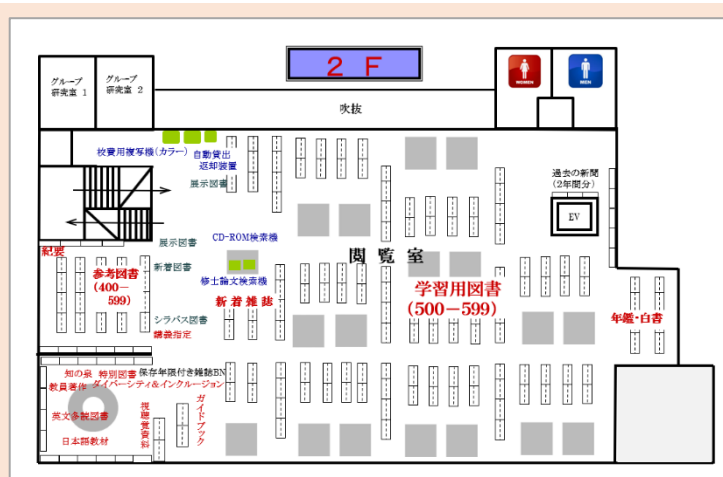 2 F
グループ
研究室 1
グループ
研究室 2
WOMEN
MEN
吹抜
校費用複写機(カラー)
自動貸出
返却装置
展示図書
過去の新聞
(2年間分)
EV
展示図書
CD-ROM検索機
閲 覧 室
紀要
参考図書
(400－
599)
新着図書
修士論文検索機
新着雑誌
学習用図書
(500－599)
シラバス図書
講義指定
年鑑・白書
知の泉
特別図書
保存年限付き雑誌BN
教員著作
ダイバーシティ&インクルージョン
英文多読図書
視聴覚資料
ガイドブック
日本語教材